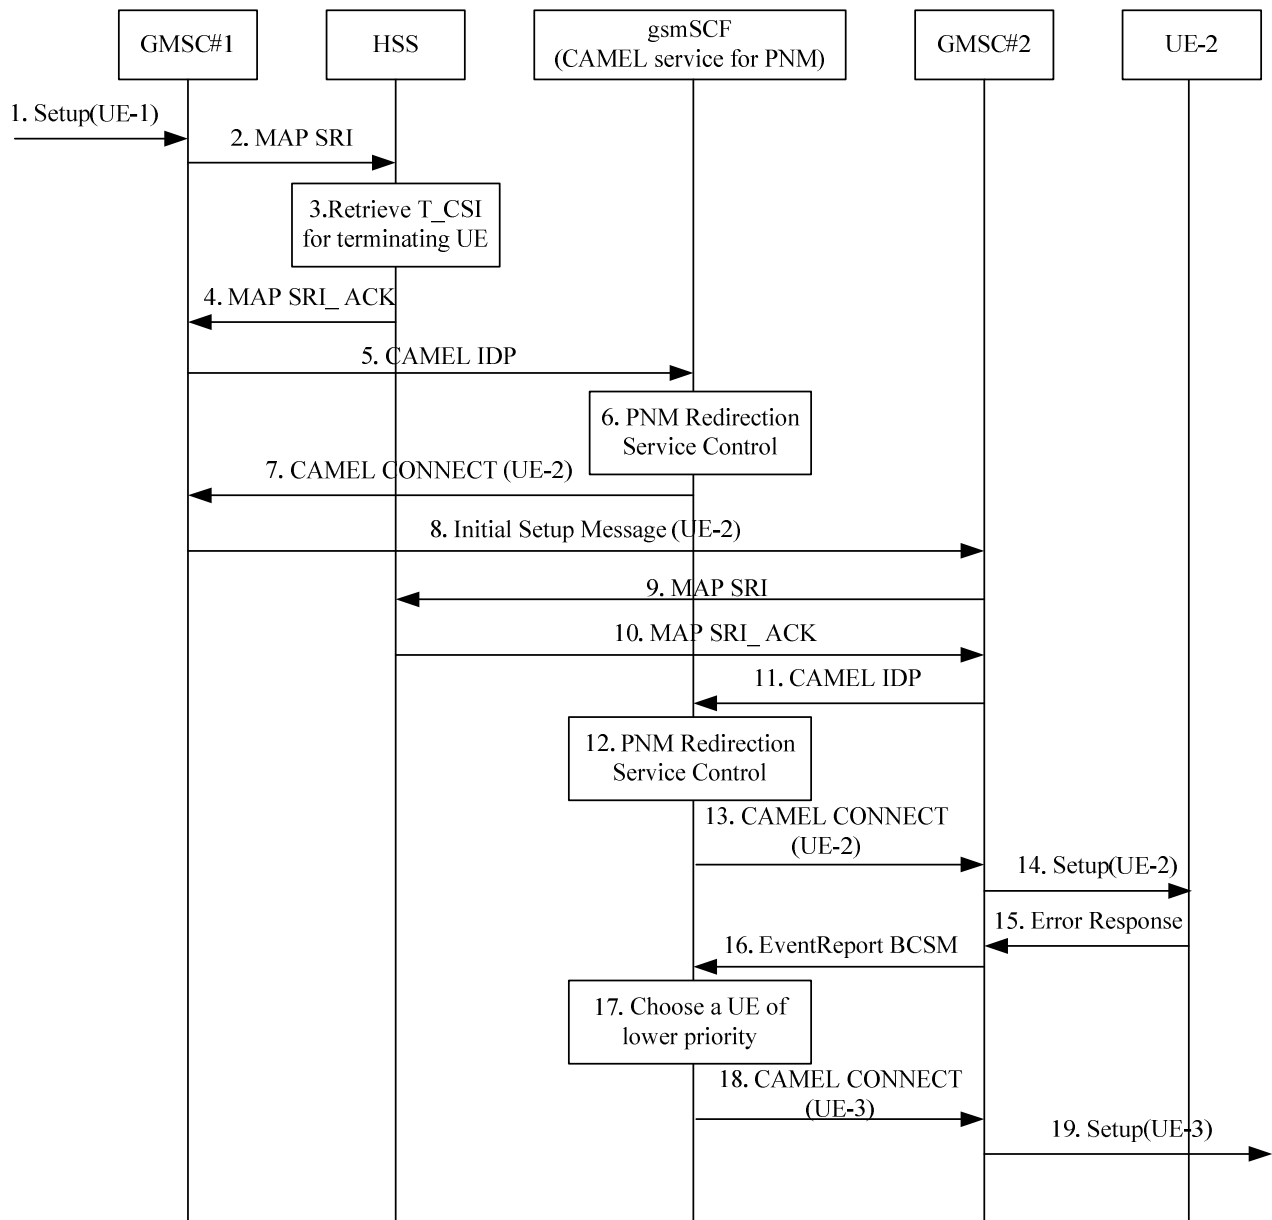 GMSC#1
HSS
gsmSCF
(CAMEL service for PNM)
GMSC#2
UE-2
1. Setup(UE-1)
2. MAP SRI
3.Retrieve T_CSI
for terminating UE
4. MAP SRI_ ACK
5. CAMEL IDP
6. PNM Redirection
Service Control
7. CAMEL CONNECT (UE-2)
8. Initial Setup Message (UE-2)
9. MAP SRI
10. MAP SRI_ ACK
11. CAMEL IDP
12. PNM Redirection
Service Control
13. CAMEL CONNECT
(UE-2)
14. Setup(UE-2)
15. Error Response
16. EventReport BCSM
17. Choose a UE of
lower priority
18. CAMEL CONNECT
(UE-3)
19. Setup(UE-3)